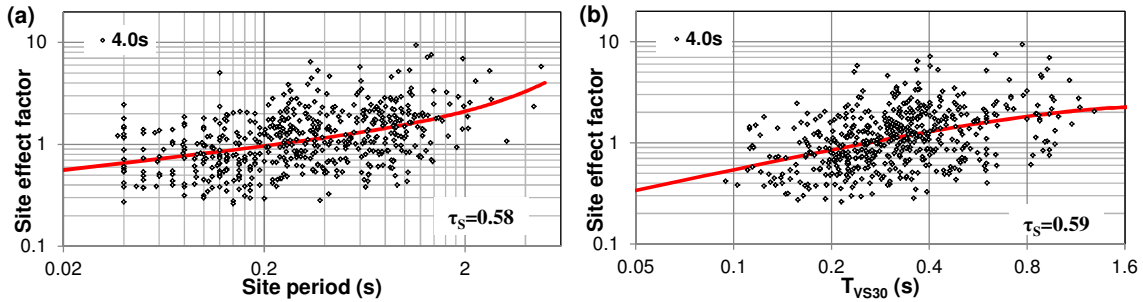 (a)
Site effect factor
10
1
0.1
4.0s
τS=0.58
0.02
0.2
2
Site period (s)
(b)
Site effect factor
10
1
0.1
4.0s
τS=0.59
0.05
0.1
0.2
0.4
0.8
1.6
TVS30 (s)